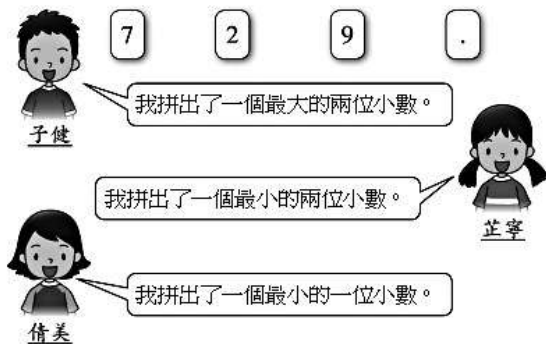 7 2 9 .
我拼出了一個最大的兩位小數。
子健
我拼出了一個最小的兩位小數。
芷寧
我拼出了一個最小的一位小數。
倩美